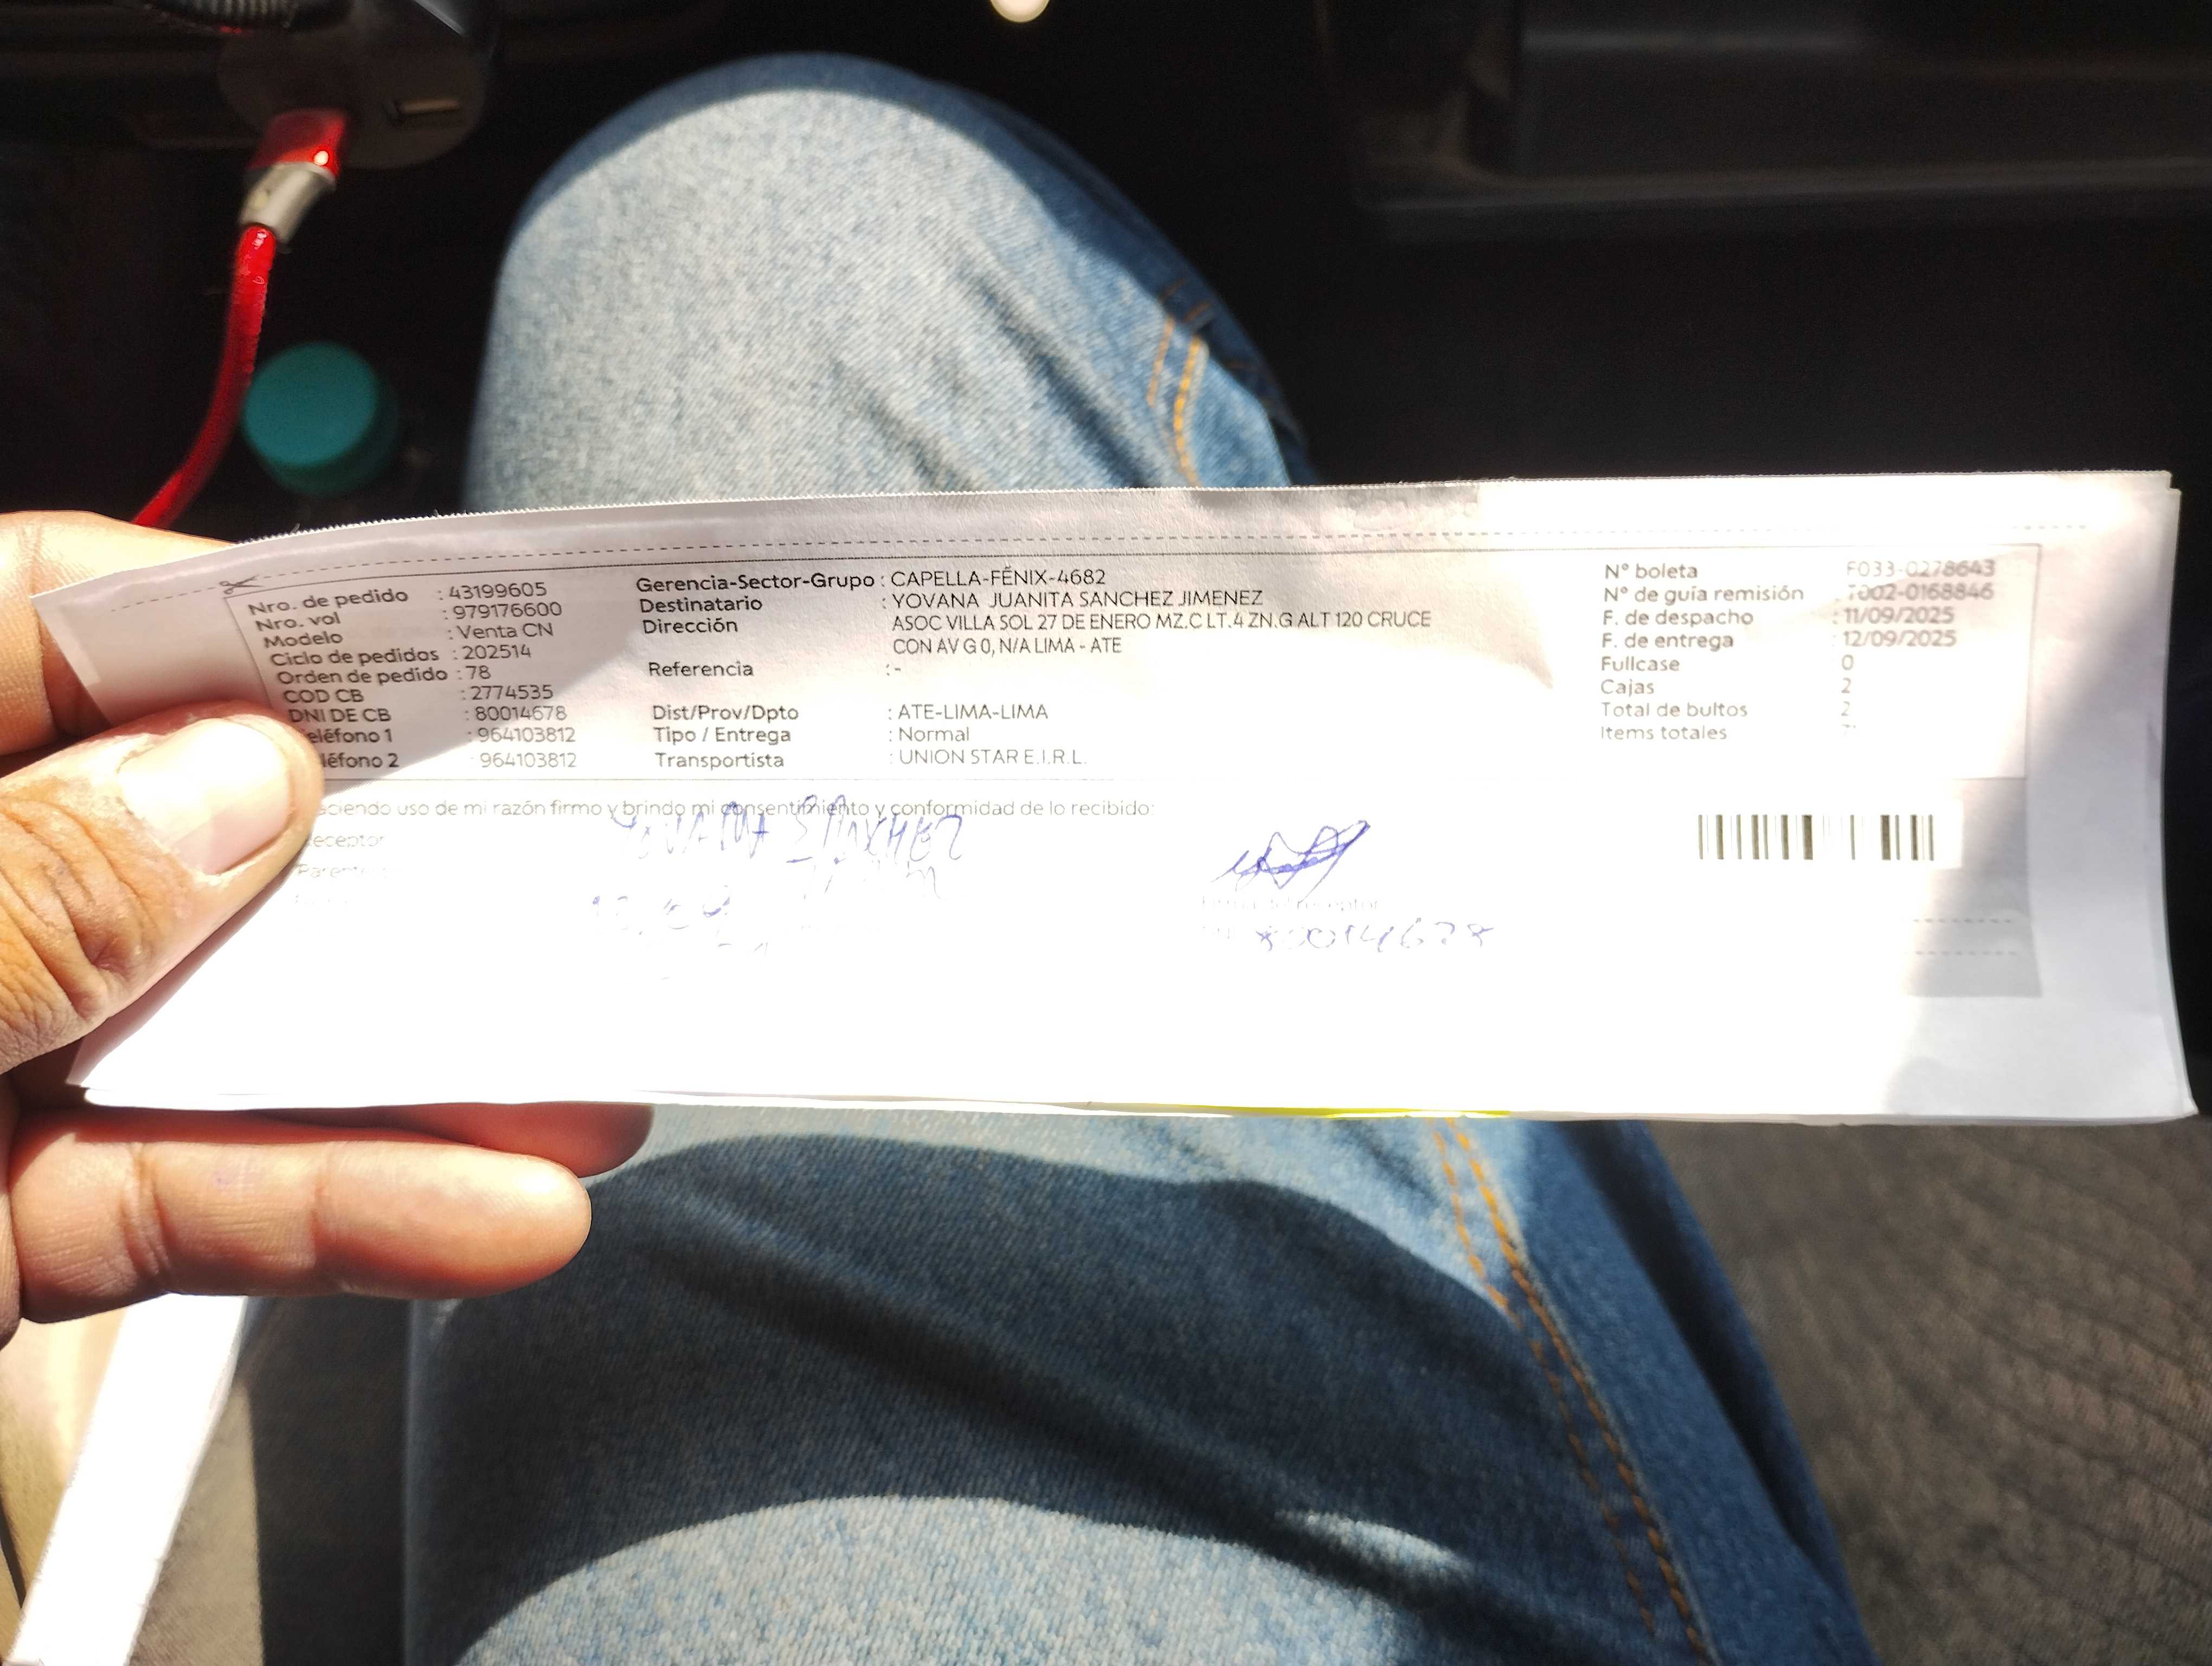 Nro. de pedido : 43199605
Nro. vol : 979176600
Modelo : Venta CN
Ciclo de pedidos : 202514
Orden de pedido : 78
COD CB : 2774535
DNI DE CB : 80014678
eléfono 1 : 964103812
léfono 2 : 964103812
Gerencia-Sector-Grupo : CAPELLA-FÉNIX-4682
Destinatario : YOVANA JUANITA SANCHEZ JIMENEZ
Dirección ASOC VILLA SOL 27 DE ENERO MZ.C LT.4 ZN.G ALT 120 CRUCE
CON AV G 0, N/A LIMA - ATE
Referencia : -
Dist/Prov/Dpto : ATE-LIMA-LIMA
Tipo / Entrega : Normal
Transportista : UNION STAR E.I.R.L.
N° boleta F033-0278643
N° de guía remisión : T002-0168846
F. de despacho : 11/09/2025
F. de entrega : 12/09/2025
Fullcase 0
Cajas 2
Total de bultos 2
Items totales
aciendo uso de mi razón firmo y brindo mi consentimiento y conformidad de lo recibido:
eceptor YOVANA SANCHEZ
Firma del receptor
80014678